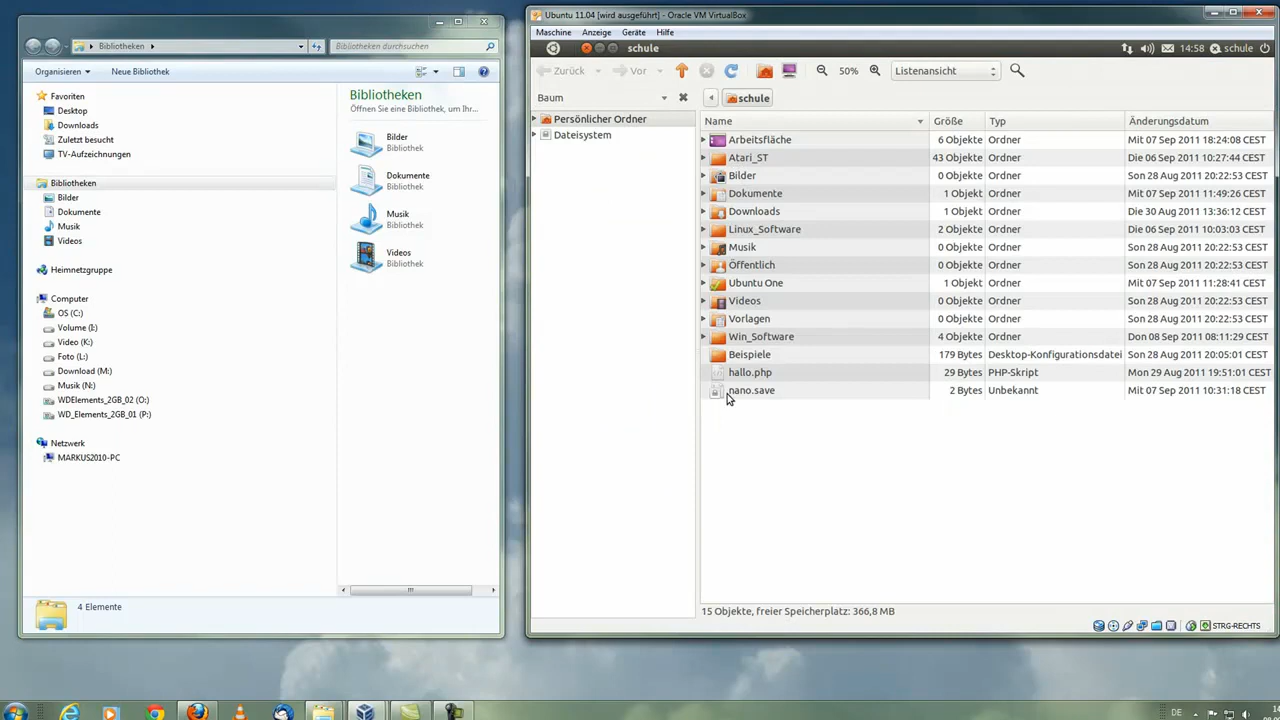 Bibliotheken
Bibliotheken durchsuchen
Organisieren
Neue Bibliothek
Favoriten
Desktop
Downloads
Zuletzt besucht
TV-Aufzeichnungen
Bibliotheken
Bilder
Dokumente
Musik
Videos
Heimnetzgruppe
Computer
OS (C:)
Volume (I:)
Video (K:)
Foto (L:)
Download (M:)
Musik (N:)
WDElements_2GB_02 (O:)
WD_Elements_2GB_01 (P:)
Netzwerk
MARKUS2010-PC
Bibliotheken
Öffnen Sie eine Bibliothek, um Ihr...
Bilder
Bibliothek
Dokumente
Bibliothek
Musik
Bibliothek
Videos
Bibliothek
4 Elemente
Ubuntu 11.04 [wird ausgeführt] - Oracle VM VirtualBox
Maschine Anzeige Geräte Hilfe
schule 14:58 schule
Zurück Vor 50% Listenansicht
Baum schule
Persönlicher Ordner
Dateisystem
Name Größe Typ Änderungsdatum
Arbeitsfläche 6 Objekte Ordner Mit 07 Sep 2011 18:24:08 CEST
Atari_ST 43 Objekte Ordner Die 06 Sep 2011 10:27:44 CEST
Bilder 0 Objekte Ordner Son 28 Aug 2011 20:22:53 CEST
Dokumente 1 Objekt Ordner Mit 07 Sep 2011 11:49:26 CEST
Downloads 1 Objekt Ordner Die 30 Aug 2011 13:36:12 CEST
Linux_Software 2 Objekte Ordner Die 06 Sep 2011 10:03:03 CEST
Musik 0 Objekte Ordner Son 28 Aug 2011 20:22:53 CEST
Öffentlich 0 Objekte Ordner Son 28 Aug 2011 20:22:53 CEST
Ubuntu One 1 Objekt Ordner Mit 07 Sep 2011 11:28:41 CEST
Videos 0 Objekte Ordner Son 28 Aug 2011 20:22:53 CEST
Vorlagen 0 Objekte Ordner Son 28 Aug 2011 20:22:53 CEST
Win_Software 4 Objekte Ordner Don 08 Sep 2011 08:11:29 CEST
Beispiele 179 Bytes Desktop-Konfigurationsdatei Son 28 Aug 2011 20:05:01 CEST
hallo.php 29 Bytes PHP-Skript Mon 29 Aug 2011 19:51:01 CEST
nano.save 2 Bytes Unbekannt Mit 07 Sep 2011 10:31:18 CEST
15 Objekte, freier Speicherplatz: 366,8 MB
STRG-RECHTS
DE